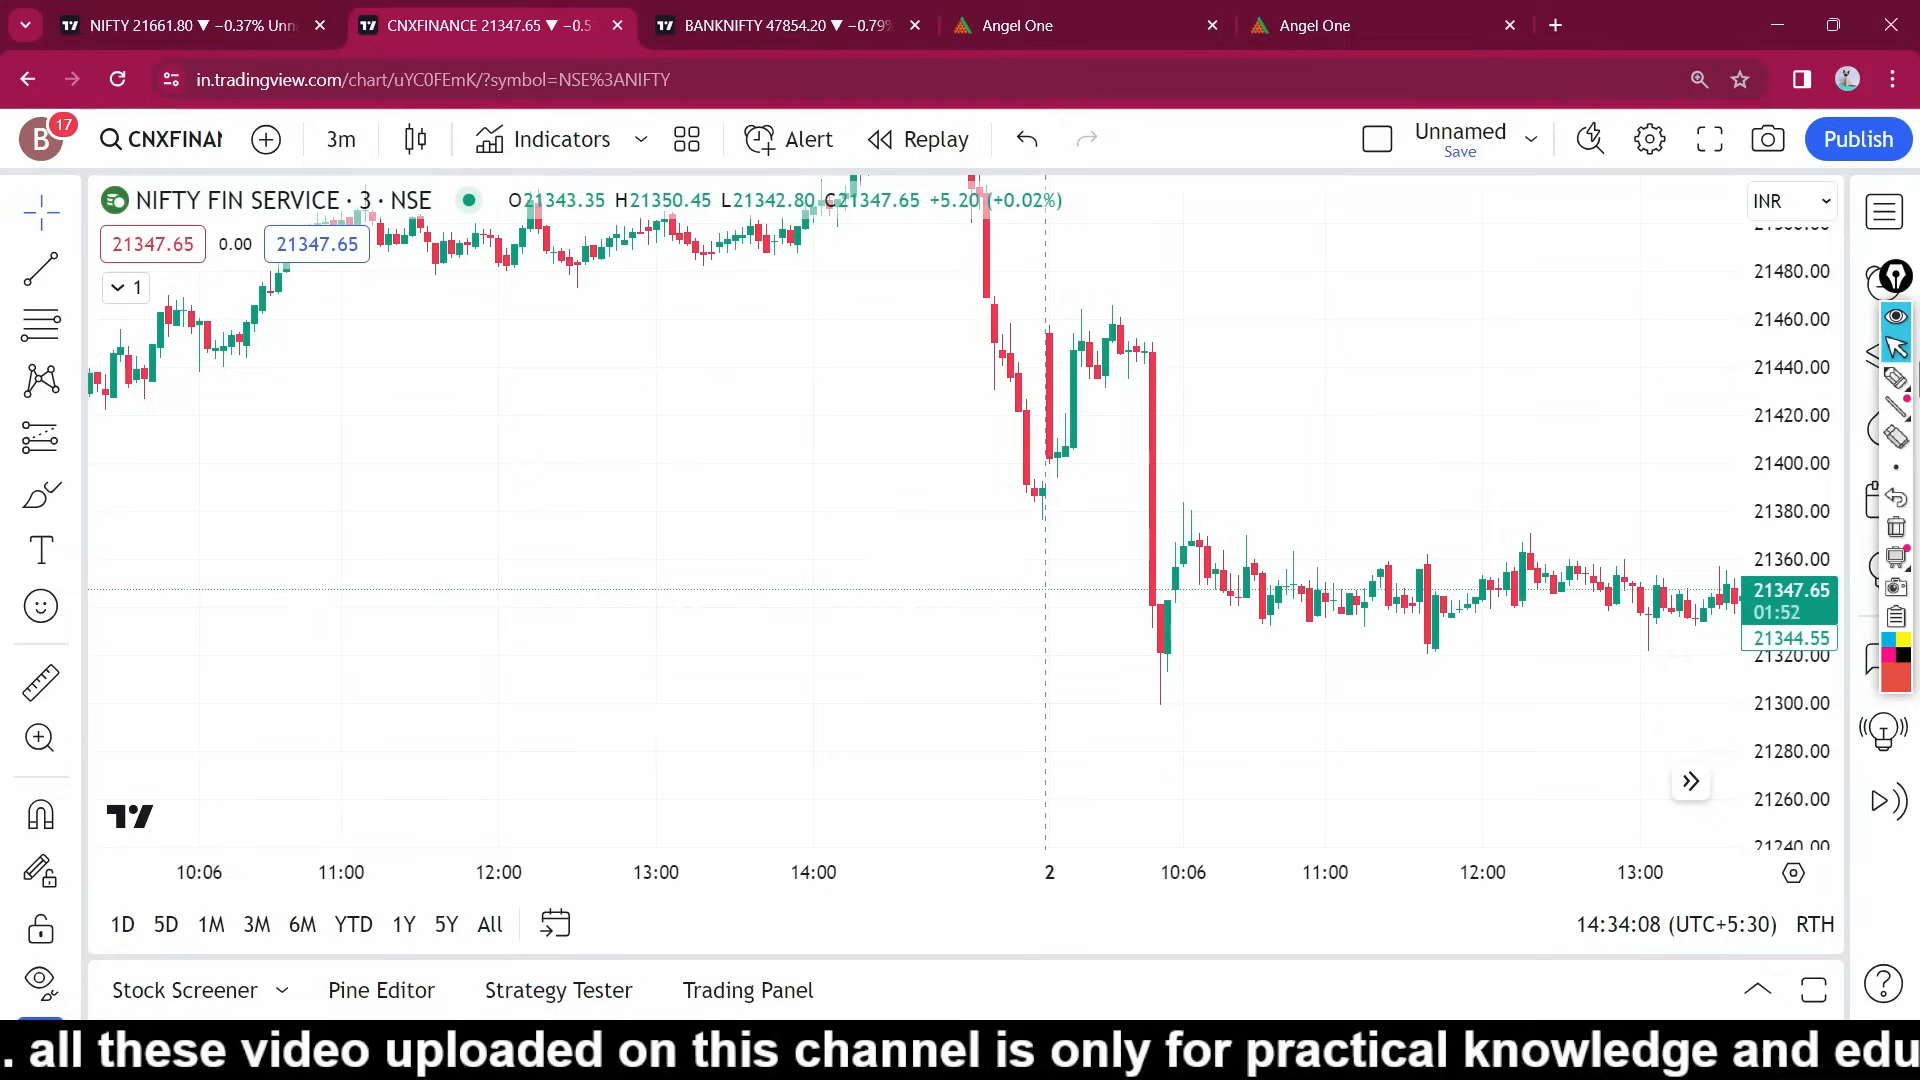 NIFTY 21661.80 ▼ −0.37% Unn
CNXFINANCE 21347.65 ▼ −0.5
BANKNIFTY 47854.20 ▼ −0.79%
Angel One
Angel One
in.tradingview.com/chart/uYC0FEmK/?symbol=NSE%3ANIFTY
B
17
CNXFINAN
3m
Indicators
Alert
Replay
Unnamed
Save
Publish
NIFTY FIN SERVICE · 3 · NSE
O21343.35 H21350.45 L21342.80 C21347.65 +5.20 (+0.02%)
INR
21347.65
0.00
21347.65
1
21480.00
21460.00
21440.00
21420.00
21400.00
21380.00
21360.00
21347.65
01:52
21344.55
21320.00
21300.00
21280.00
21260.00
21240.00
10:06 11:00 12:00 13:00 14:00 2 10:06 11:00 12:00 13:00
1D 5D 1M 3M 6M YTD 1Y 5Y All
14:34:08 (UTC+5:30) RTH
Stock Screener
Pine Editor
Strategy Tester
Trading Panel
. all these video uploaded on this channel is only for practical knowledge and edu